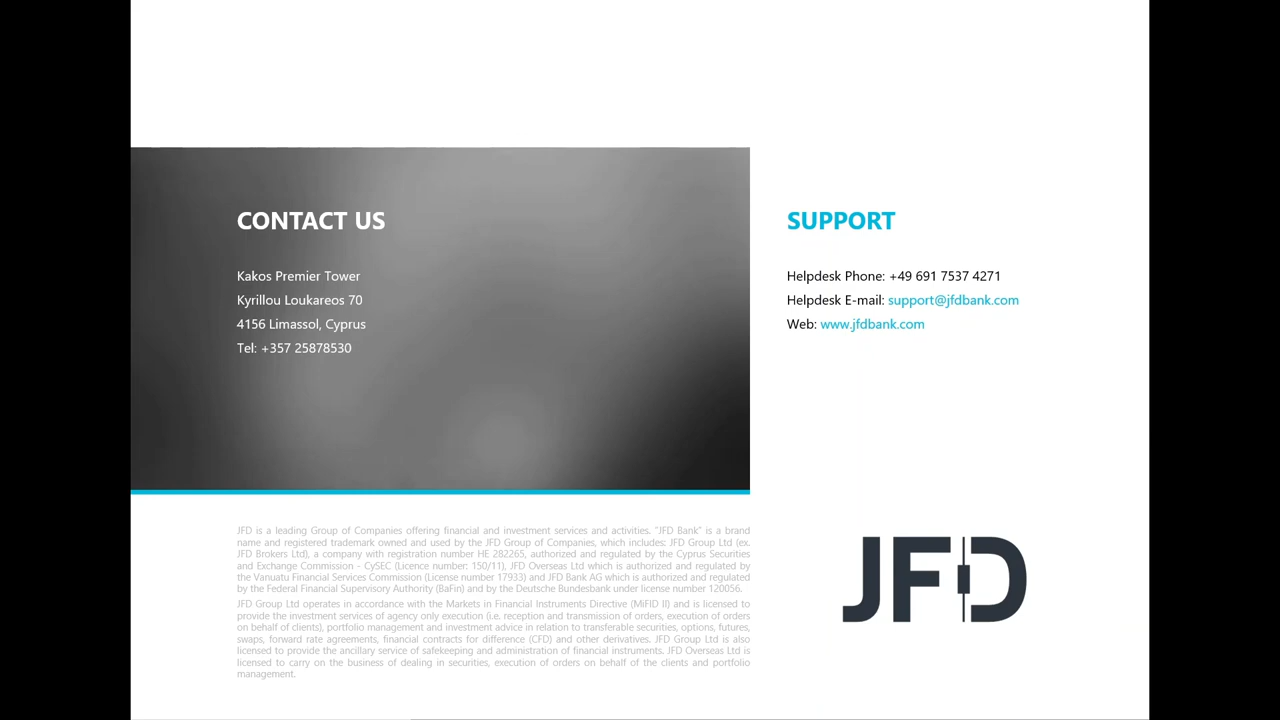 CONTACT US
Kakos Premier Tower
Kyrillou Loukareos 70
4156 Limassol, Cyprus
Tel: +357 25878530
SUPPORT
Helpdesk Phone: +49 691 7537 4271
Helpdesk E-mail: support@jfdbank.com
Web: www.jfdbank.com
JFD is a leading Group of Companies offering financial and investment services and activities. "JFD Bank" is a brand
name and registered trademark owned and used by the JFD Group of Companies, which includes: JFD Group Ltd (ex.
JFD Brokers Ltd), a company with registration number HE 282265, authorized and regulated by the Cyprus Securities
and Exchange Commission - CySEC (Licence number: 150/11), JFD Overseas Ltd which is authorized and regulated by
the Vanuatu Financial Services Commission (License number 17933) and JFD Bank AG which is authorized and regulated
by the Federal Financial Supervisory Authority (BaFin) and by the Deutsche Bundesbank under license number 120056.
JFD Group Ltd operates in accordance with the Markets in Financial Instruments Directive (MiFID II) and is licensed to
provide the investment services of agency only execution (i.e. reception and transmission of orders, execution of orders
on behalf of clients), portfolio management and investment advice in relation to transferable securities, options, futures,
swaps, forward rate agreements, financial contracts for difference (CFD) and other derivatives. JFD Group Ltd is also
licensed to provide the ancillary service of safekeeping and administration of financial instruments. JFD Overseas Ltd is
licensed to carry on the business of dealing in securities, execution of orders on behalf of the clients and portfolio
management.
JFD